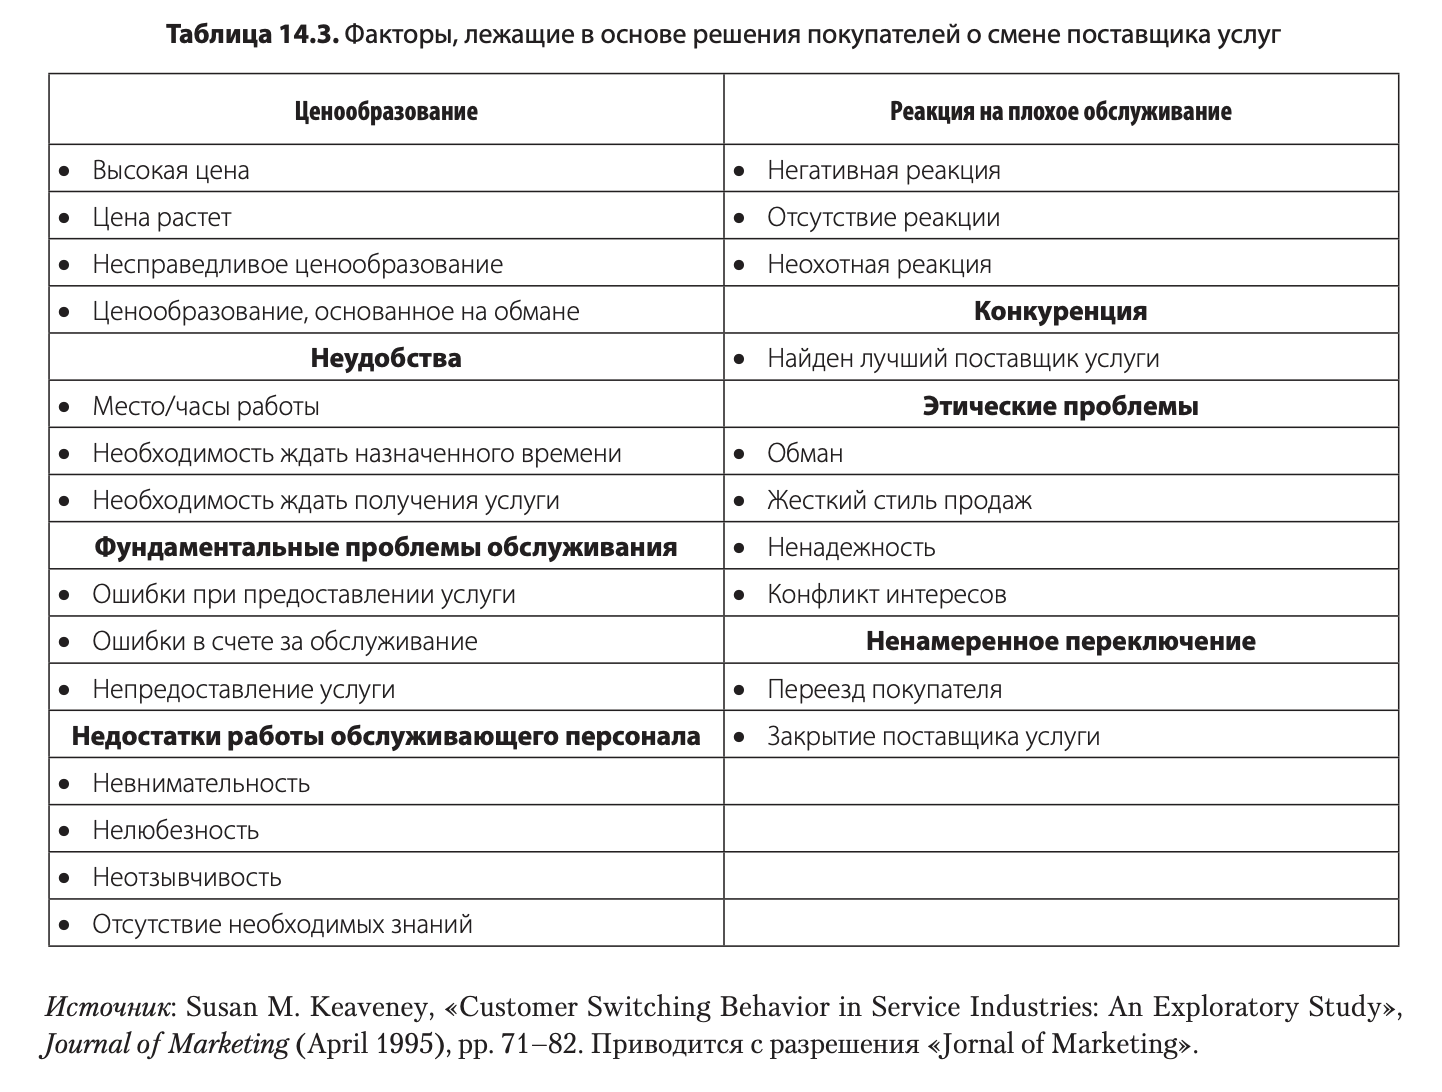 Таблица 14.3. Факторы, лежащие в основе решения покупателей о смене поставщика услуг
Ценообразование
• Высокая цена
• Цена растет
• Несправедливое ценообразование
• Ценообразование, основанное на обмане
Неудобства
• Место/часы работы
• Необходимость ждать назначенного времени
• Необходимость ждать получения услуги
Фундаментальные проблемы обслуживания
• Ошибки при предоставлении услуги
• Ошибки в счете за обслуживание
• Непредоставление услуги
Недостатки работы обслуживающего персонала
• Невнимательность
• Нелюбезность
• Неотзывчивость
• Отсутствие необходимых знаний
Реакция на плохое обслуживание
• Негативная реакция
• Отсутствие реакции
• Неохотная реакция
Конкуренция
• Найден лучший поставщик услуги
Этические проблемы
• Обман
• Жесткий стиль продаж
• Ненадежность
• Конфликт интересов
Ненамеренное переключение
• Переезд покупателя
• Закрытие поставщика услуги
Источник: Susan M. Keaveney, «Customer Switching Behavior in Service Industries: An Exploratory Study»,
Journal of Marketing (April 1995), pp. 71–82. Приводится с разрешения «Jornal of Marketing».